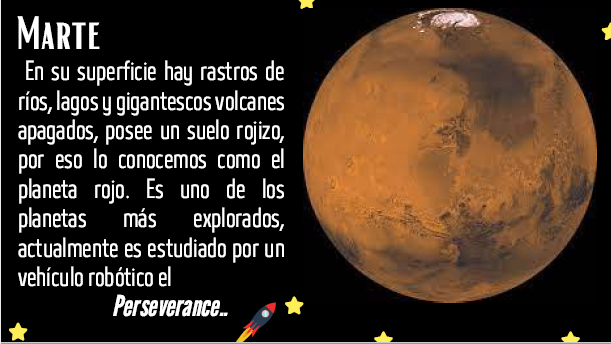 MARTE
En su superficie hay rastros de
ríos, lagos y gigantescos volcanes
apagados, posee un suelo rojizo,
por eso lo conocemos como el
planeta rojo. Es uno de los
planetas más explorados,
actualmente es estudiado por un
vehículo robótico el
Perseverance..